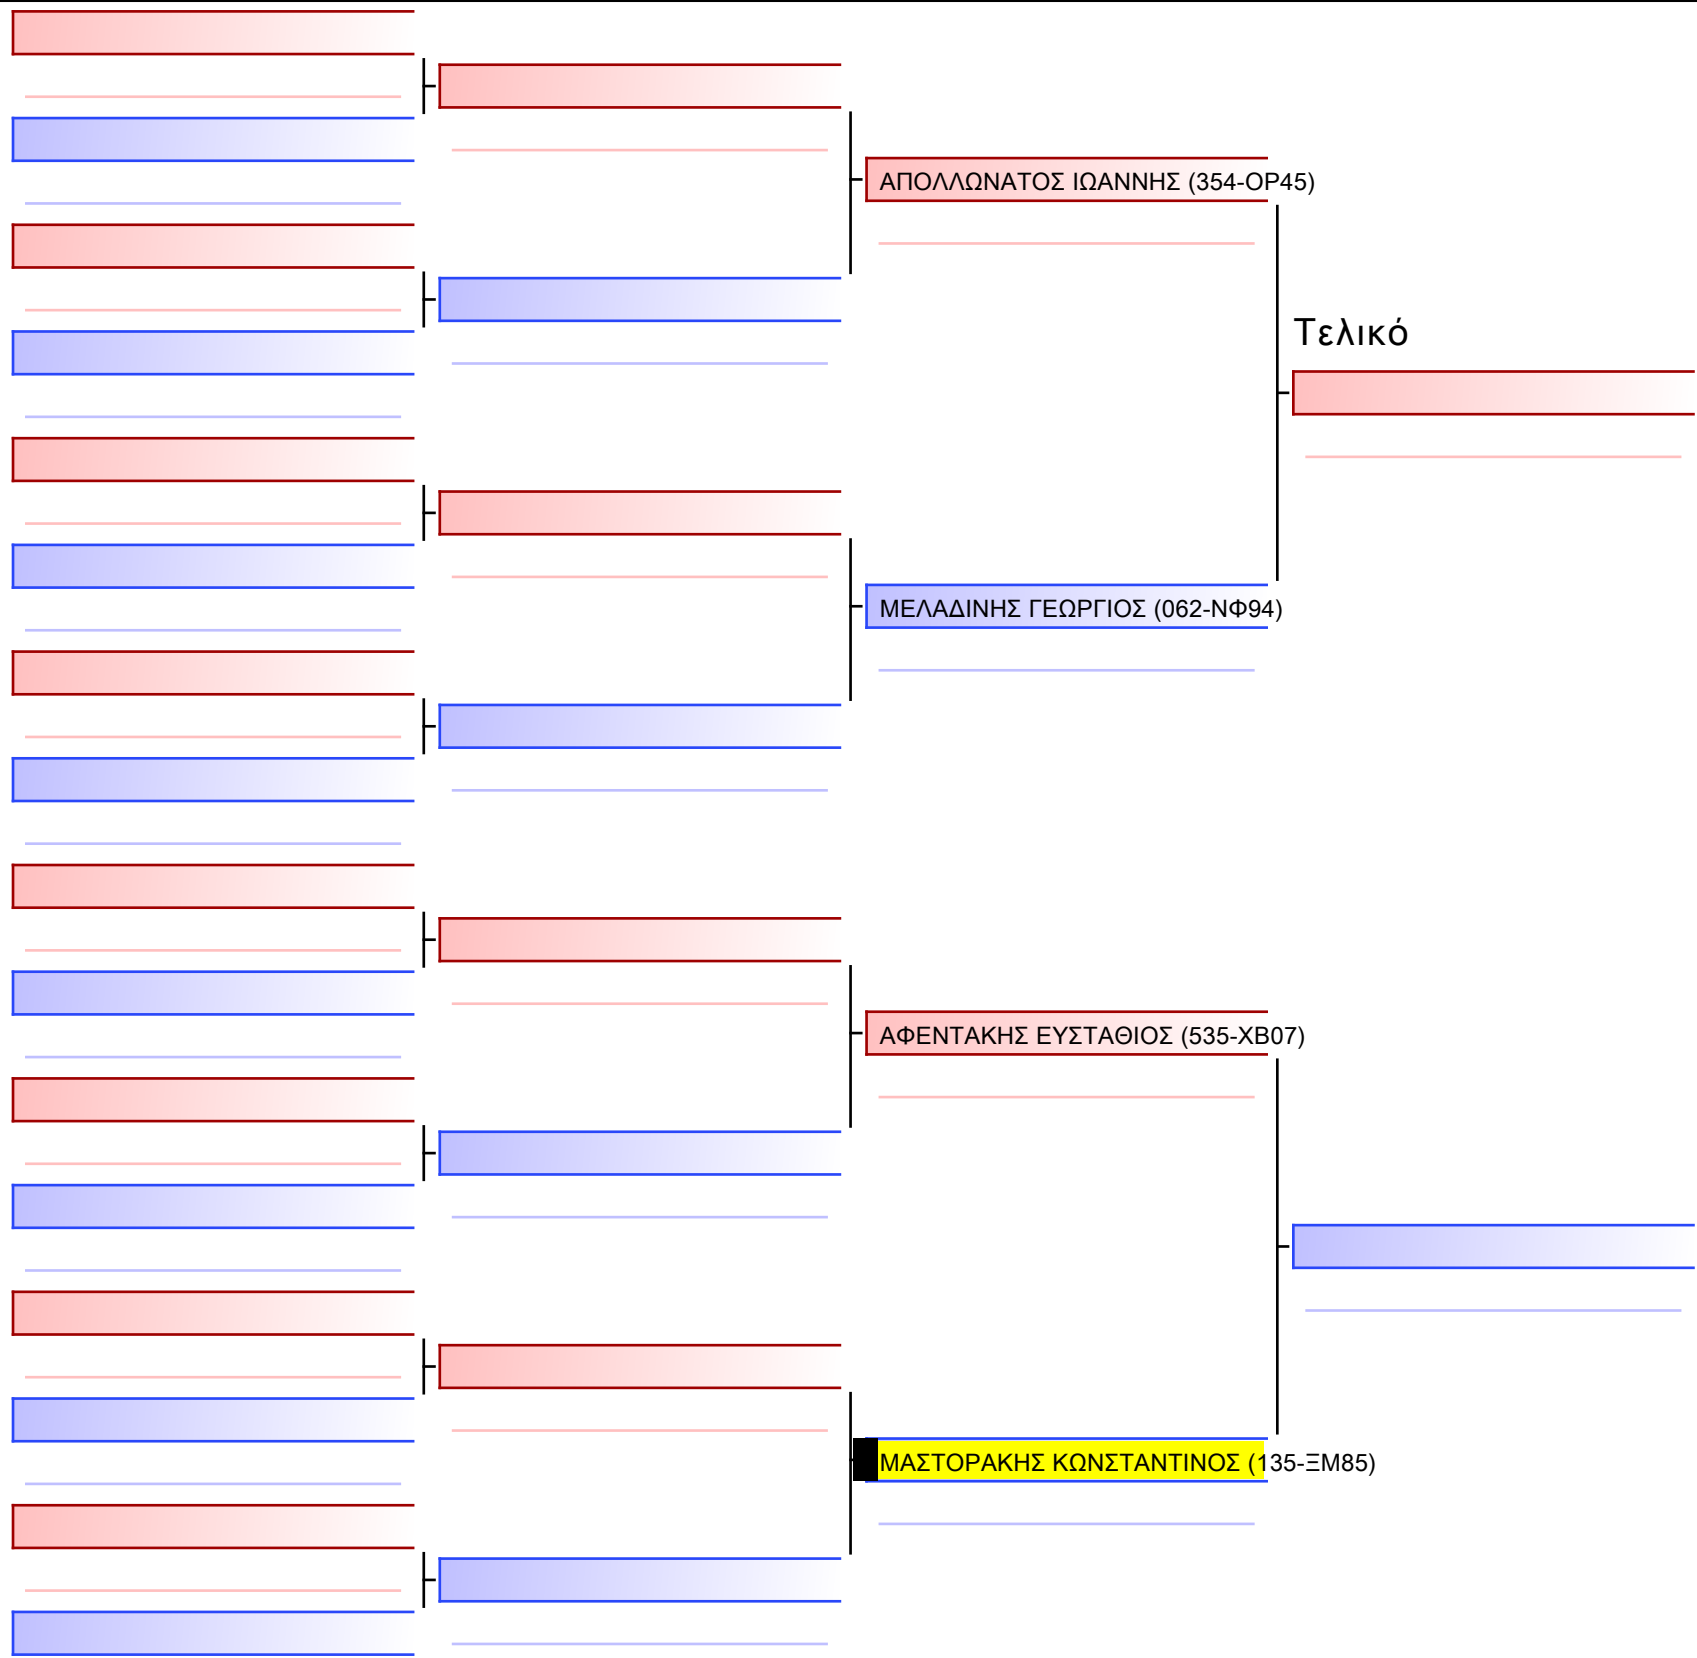 ΑΠΟΛΛΩΝΑΤΟΣ ΙΩΑΝΝΗΣ (354-ΟΡ45)
Τελικό
ΜΕΛΑΔΙΝΗΣ ΓΕΩΡΓΙΟΣ (062-ΝΦ94)
ΑΦΕΝΤΑΚΗΣ ΕΥΣΤΑΘΙΟΣ (535-ΧΒ07)
ΜΑΣΤΟΡΑΚΗΣ ΚΩΝΣΤΑΝΤΙΝΟΣ (135-ΞΜ85)